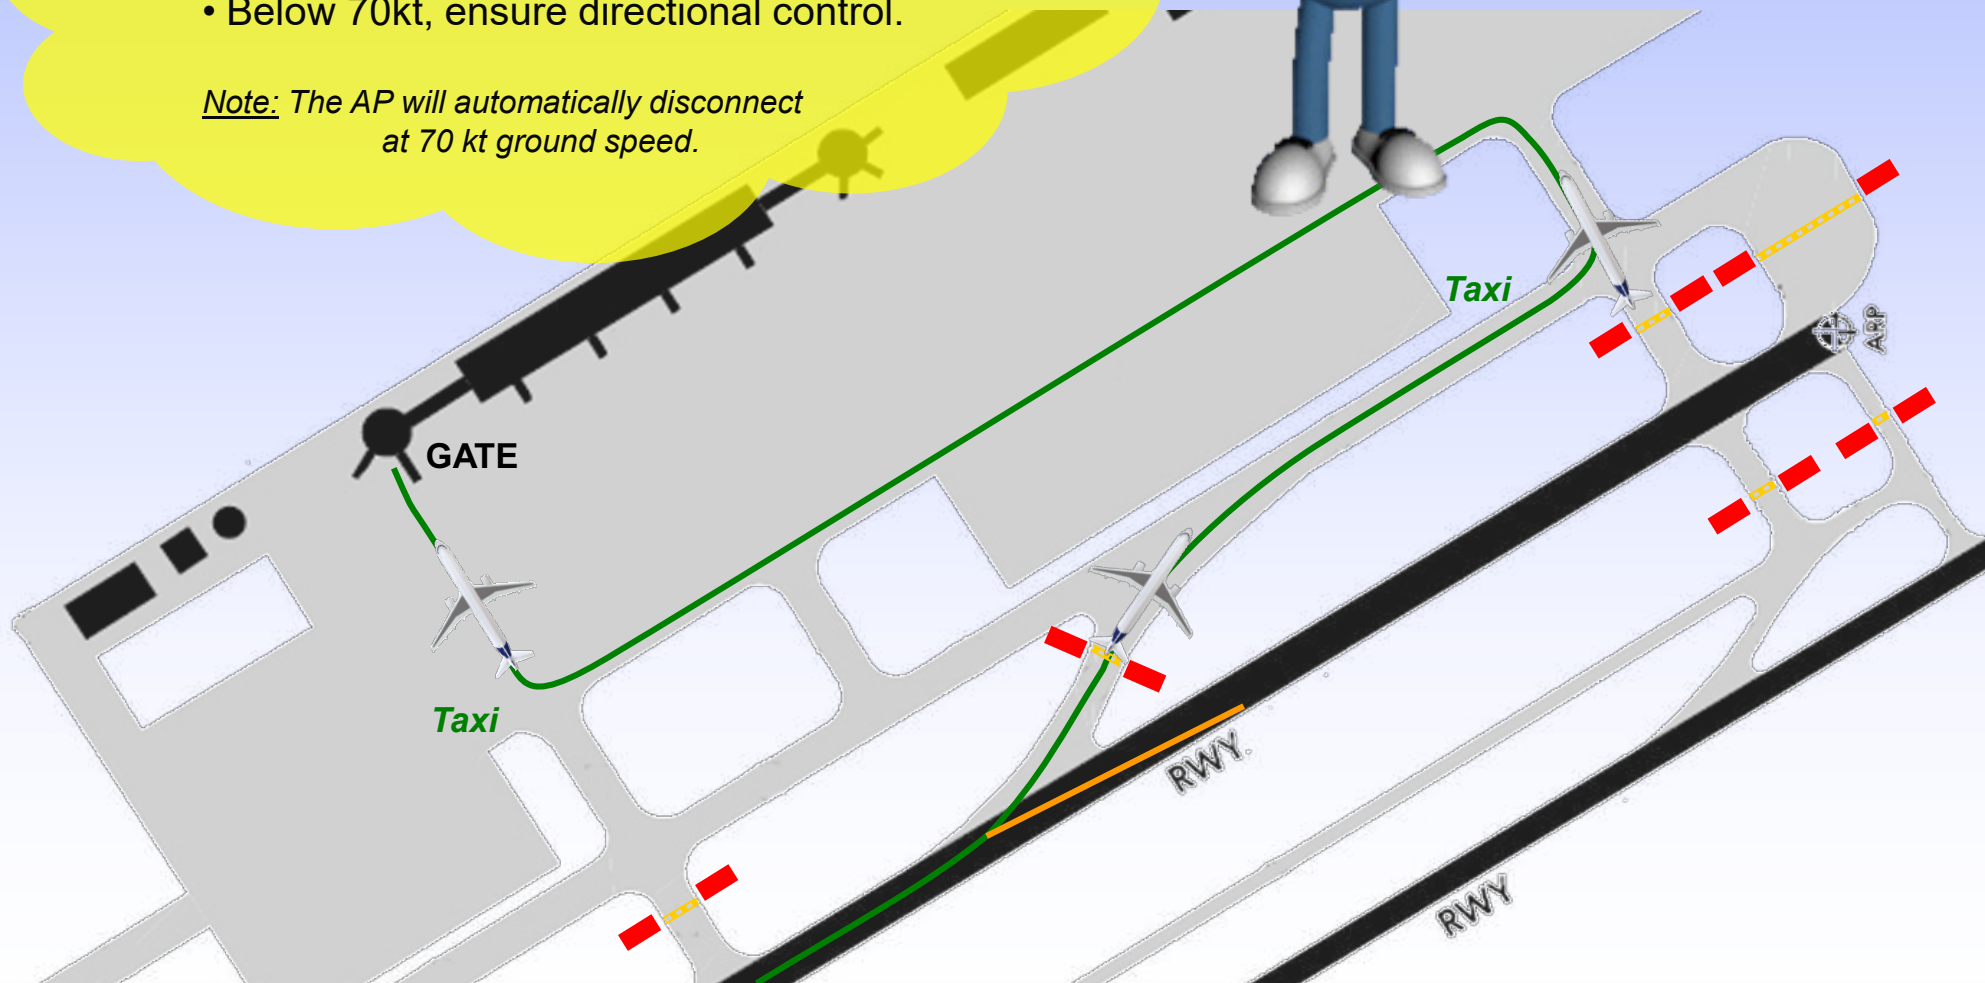 • Below 70kt, ensure directional control.
Note: The AP will automatically disconnect
at 70 kt ground speed.
Taxi
ARP
GATE
Taxi
RWY.
RWY